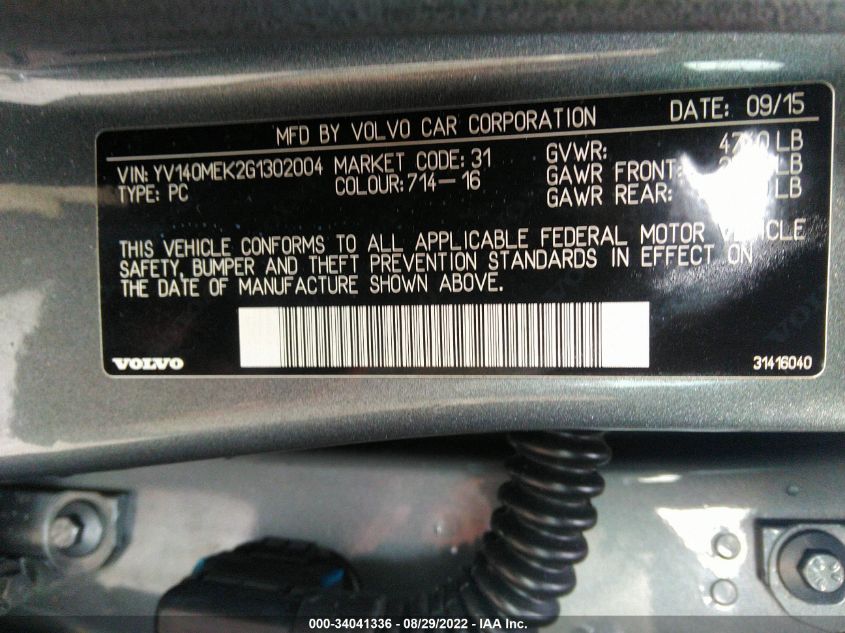 MFD BY VOLVO CAR CORPORATION DATE: 09/15
VIN: YV140MEK2G1302004 MARKET CODE: 31 GVWR: LB
TYPE: PC COLOUR: 714-16 GAWR FRONT: LB
GAWR REAR: LB
THIS VEHICLE CONFORMS TO ALL APPLICABLE FEDERAL MOTOR VEHICLE
SAFETY, BUMPER AND THEFT PREVENTION STANDARDS IN EFFECT ON
THE DATE OF MANUFACTURE SHOWN ABOVE.
VOLVO 31416040
000-34041336 - 08/29/2022 - IAA Inc.